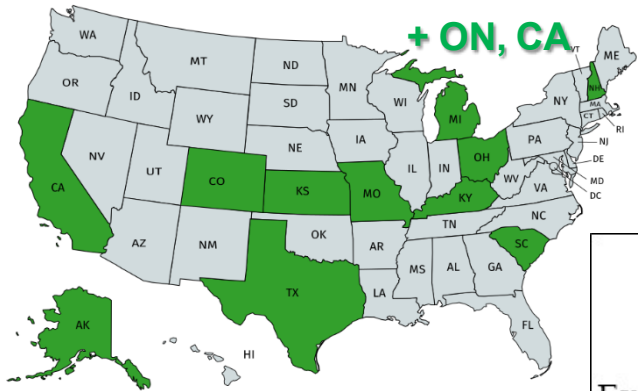 + ON, CA
WA
MT
ND
MN
VT
ME
OR
ID
SD
WI
MI
NY
NH
MA
CT
RI
WY
IA
PA
NJ
NE
OH
DE
NV
UT
IL
IN
WV
MD
CA
CO
KS
MO
KY
VA
DC
NC
TN
AZ
NM
OK
AR
SC
MS
AL
GA
TX
LA
AK
HI
FL